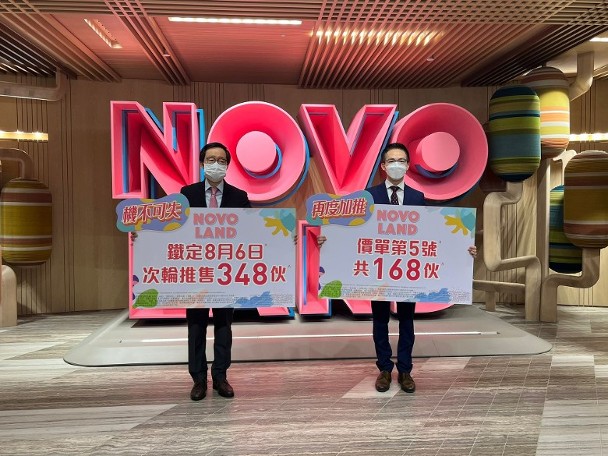 NOVO
機不可失
NOVO
LAND
鐵定8月6日
次輪推售348伙
再度加推
NOVO
LAND
價單第5號
共168伙